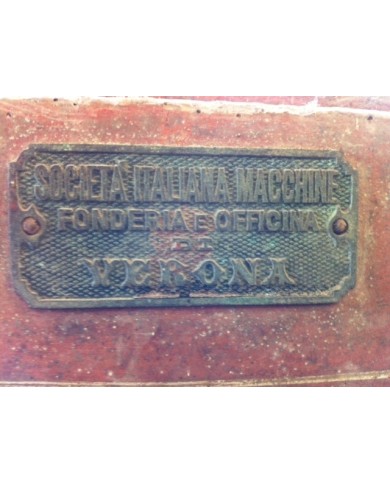 SOCIETÀ ITALIANA MACCHINE
FONDERIA E OFFICINA
DI
VERONA